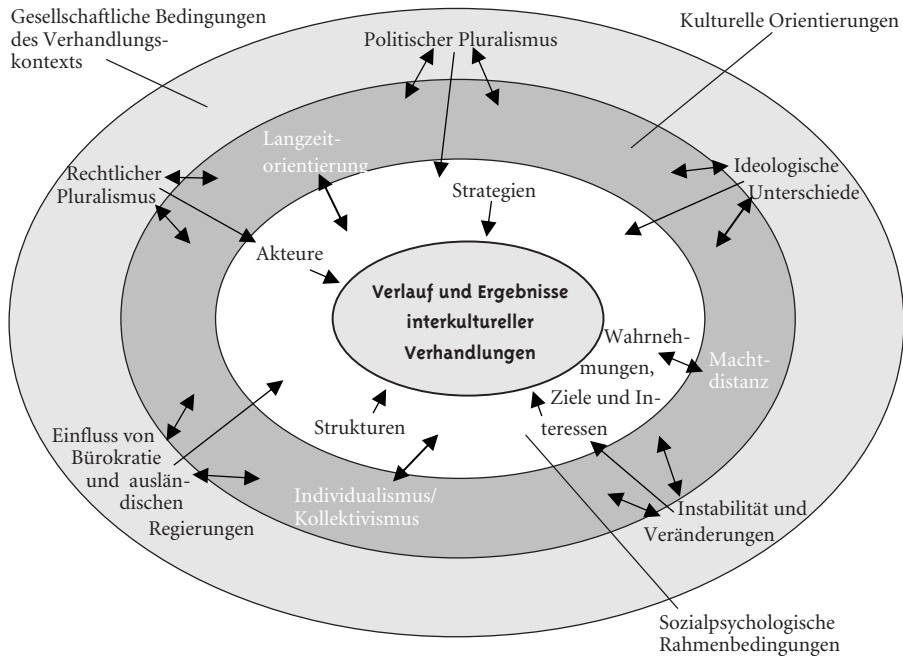 Gesellschaftliche Bedingungen
des Verhandlungs-
kontexts
Politischer Pluralismus
Kulturelle Orientierungen
Langzeit-
orientierung
Rechtlicher
Pluralismus
Ideologische
Unterschiede
Strategien
Akteure
Verlauf und Ergebnisse
interkultureller
Verhandlungen
Wahrneh-
mungen,
Ziele und In-
teressen
Macht-
distanz
Strukturen
Einfluss von
Bürokratie
und auslän-
dischen
Regierungen
Individualismus/
Kollektivismus
Instabilität und
Veränderungen
Sozialpsychologische
Rahmenbedingungen